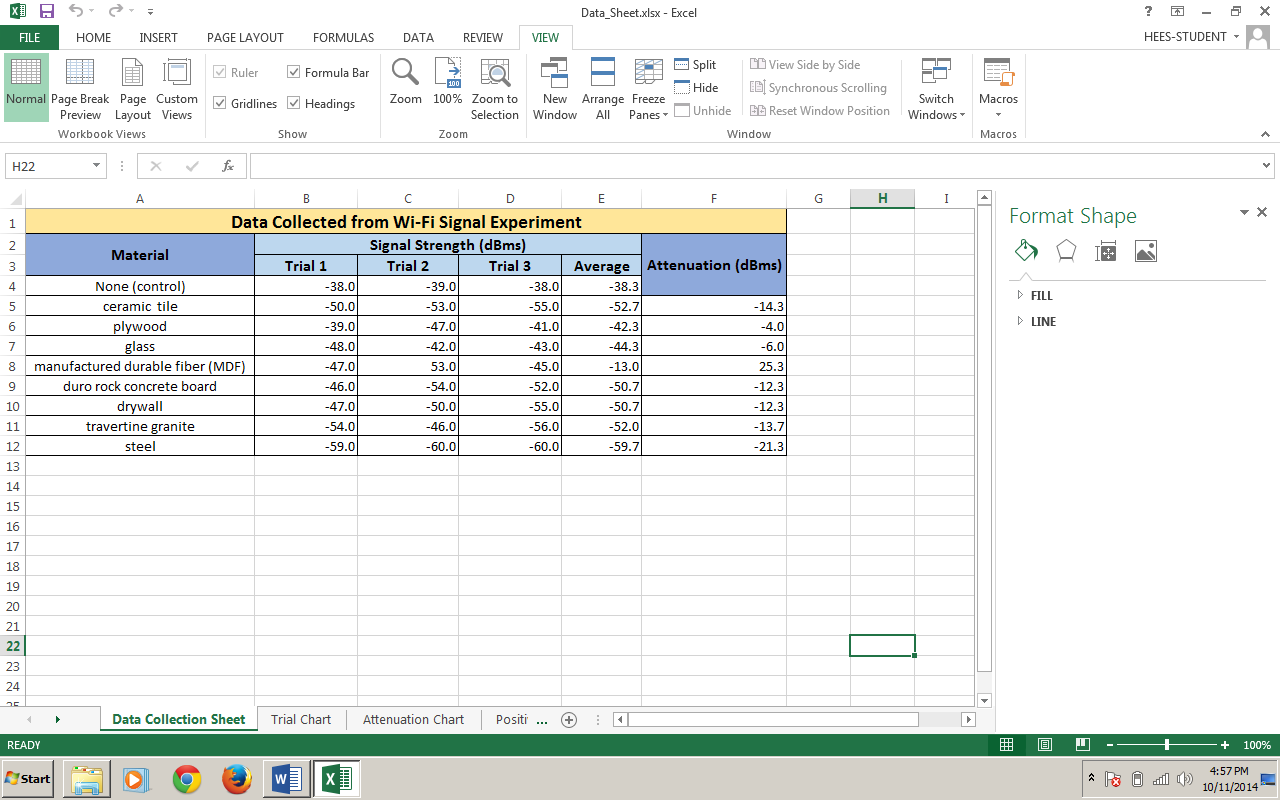 Data_Sheet.xlsx - Excel
FILE HOME INSERT PAGE LAYOUT FORMULAS DATA REVIEW VIEW HEES-STUDENT
Normal Page Break Preview Page Layout Custom Views
Workbook Views
Ruler Formula Bar
Gridlines Headings
Show
Zoom 100% Zoom to Selection
Zoom
New Window Arrange All Freeze Panes
Split
Hide
Unhide
View Side by Side
Synchronous Scrolling
Reset Window Position
Switch Windows
Window
Macros
Macros
H22 fx
A B C D E F G H I
1 Data Collected from Wi-Fi Signal Experiment
2 Material Signal Strength (dBms) Attenuation (dBms)
3 Trial 1 Trial 2 Trial 3 Average
4 None (control) -38.0 -39.0 -38.0 -38.3
5 ceramic tile -50.0 -53.0 -55.0 -52.7 -14.3
6 plywood -39.0 -47.0 -41.0 -42.3 -4.0
7 glass -48.0 -42.0 -43.0 -44.3 -6.0
8 manufactured durable fiber (MDF) -47.0 53.0 -45.0 -13.0 25.3
9 duro rock concrete board -46.0 -54.0 -52.0 -50.7 -12.3
10 drywall -47.0 -50.0 -55.0 -50.7 -12.3
11 travertine granite -54.0 -46.0 -56.0 -52.0 -13.7
12 steel -59.0 -60.0 -60.0 -59.7 -21.3
13
14
15
16
17
18
19
20
21
22
23
24
25
Format Shape
FILL
LINE
Data Collection Sheet Trial Chart Attenuation Chart Positi ...
READY 100%
Start 4:57 PM
10/11/2014